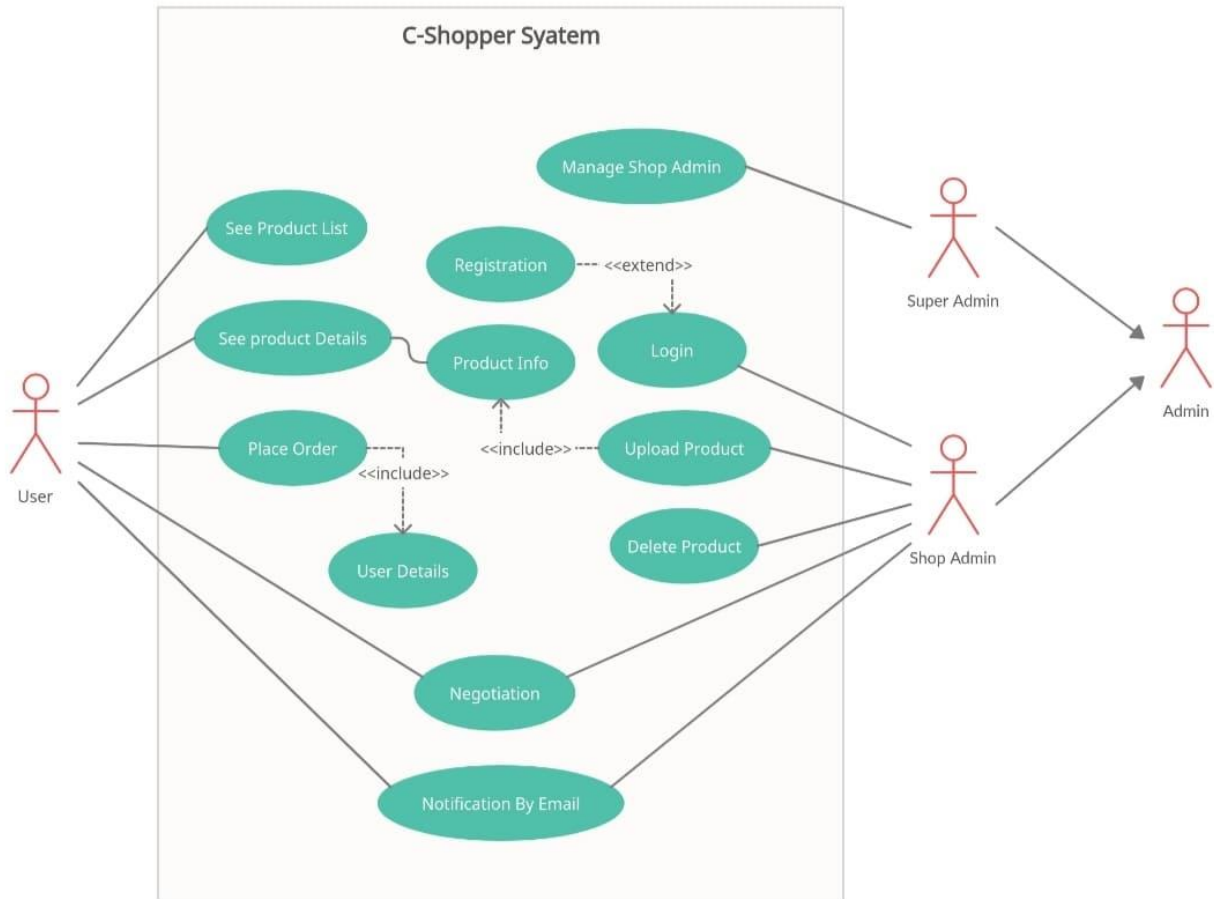 C-Shopper Syatem
Manage Shop Admin
See Product List
Registration
<<extend>>
Super Admin
See product Details
Product Info
Login
Admin
Place Order
<<include>>
<<include>>
Upload Product
User
User Details
Delete Product
Shop Admin
Negotiation
Notification By Email